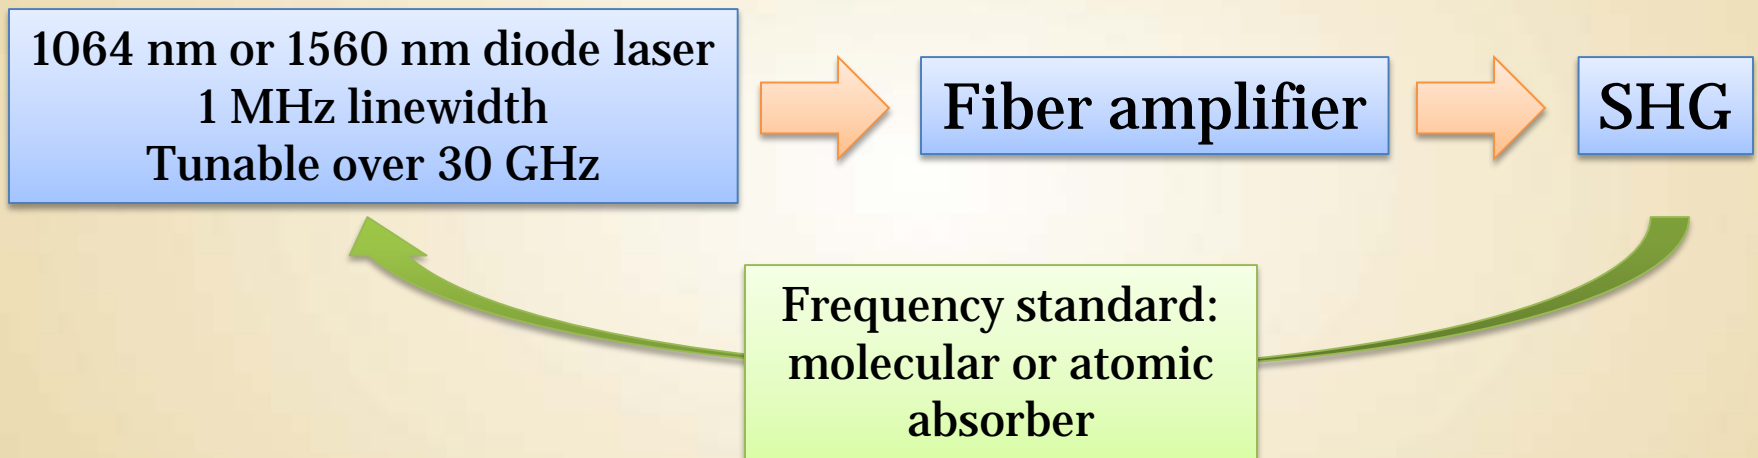 1064 nm or 1560 nm diode laser
1 MHz linewidth
Tunable over 30 GHz
Fiber amplifier
SHG
Frequency standard:
molecular or atomic
absorber